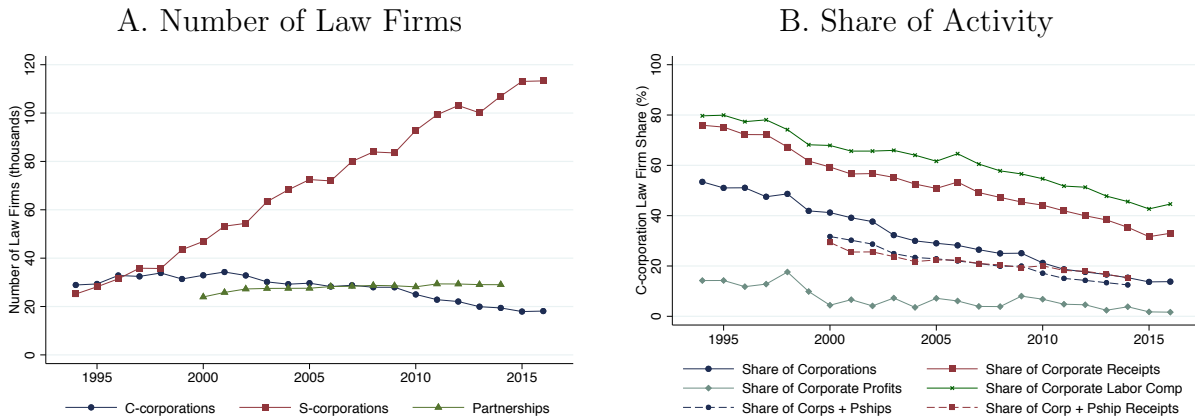 A. Number of Law Firms
Number of Law Firms (thousands)
120
100
80
60
40
20
0
1995 2000 2005 2010 2015
C-corporations S-corporations Partnerships
B. Share of Activity
C-corporation Law Firm Share (%)
100
80
60
40
20
0
1995 2000 2005 2010 2015
Share of Corporations Share of Corporate Receipts
Share of Corporate Profits Share of Corporate Labor Comp
Share of Corps + Pships Share of Corp + Pship Receipts